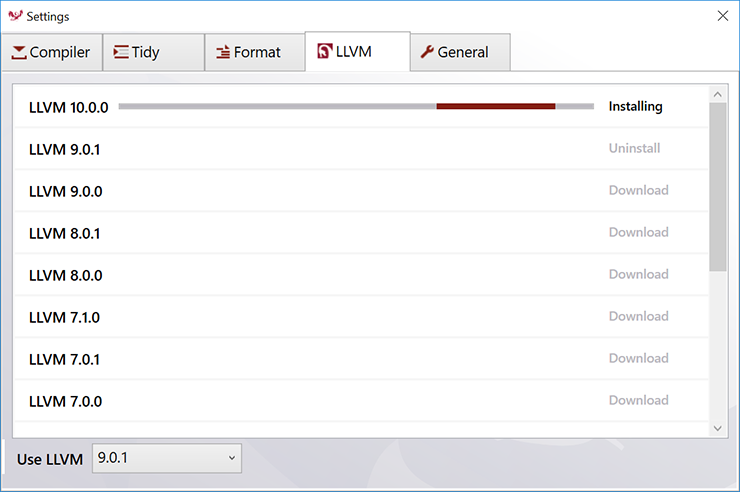 Settings
Compiler Tidy Format LLVM General
LLVM 10.0.0 Installing
LLVM 9.0.1 Uninstall
LLVM 9.0.0 Download
LLVM 8.0.1 Download
LLVM 8.0.0 Download
LLVM 7.1.0 Download
LLVM 7.0.1 Download
LLVM 7.0.0 Download
Use LLVM 9.0.1